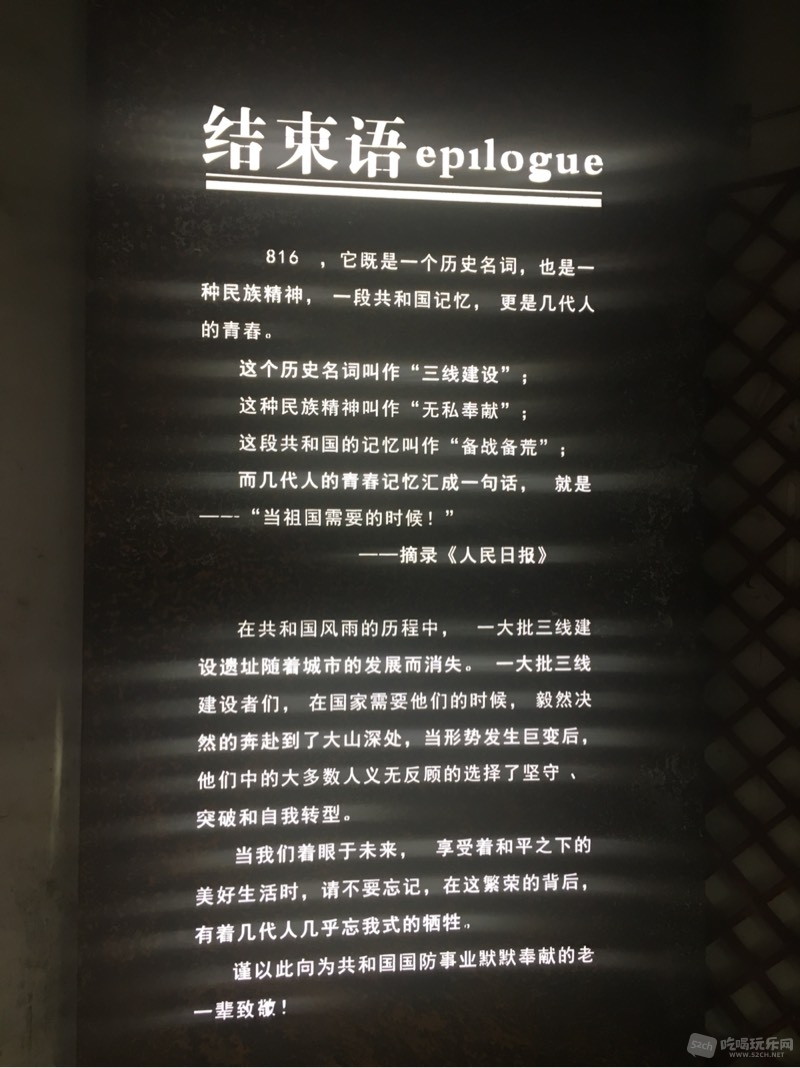 结束语epilogue
816 ，它既是一个历史名词，也是一
种民族精神， 一段共和国记忆， 更是几代人
的青春。
这个历史名词叫作“三线建设”；
这种民族精神叫作“无私奉献”；
这段共和国的记忆叫作“备战备荒”；
而几代人的青春记忆汇成一句话， 就是
——-“当祖国需要的时候！”
——摘录《人民日报》
在共和国风雨的历程中， 一大批三线建
设遗址随着城市的发展而消失。 一大批三线
建设者们， 在国家需要他们的时候， 毅然决
然的奔赴到了大山深处，当形势发生巨变后，
他们中的大多数人义无反顾的选择了坚守 、
突破和自我转型。
当我们着眼于未来， 享受着和平之下的
美好生活时，请不要忘记，在这繁荣的背后，
有着几代人几乎忘我式的牺牲。
谨以此向为共和国国防事业默默奉献的老
一辈致敬！
52ch 吃喝玩乐网
WWW.52CH.NET